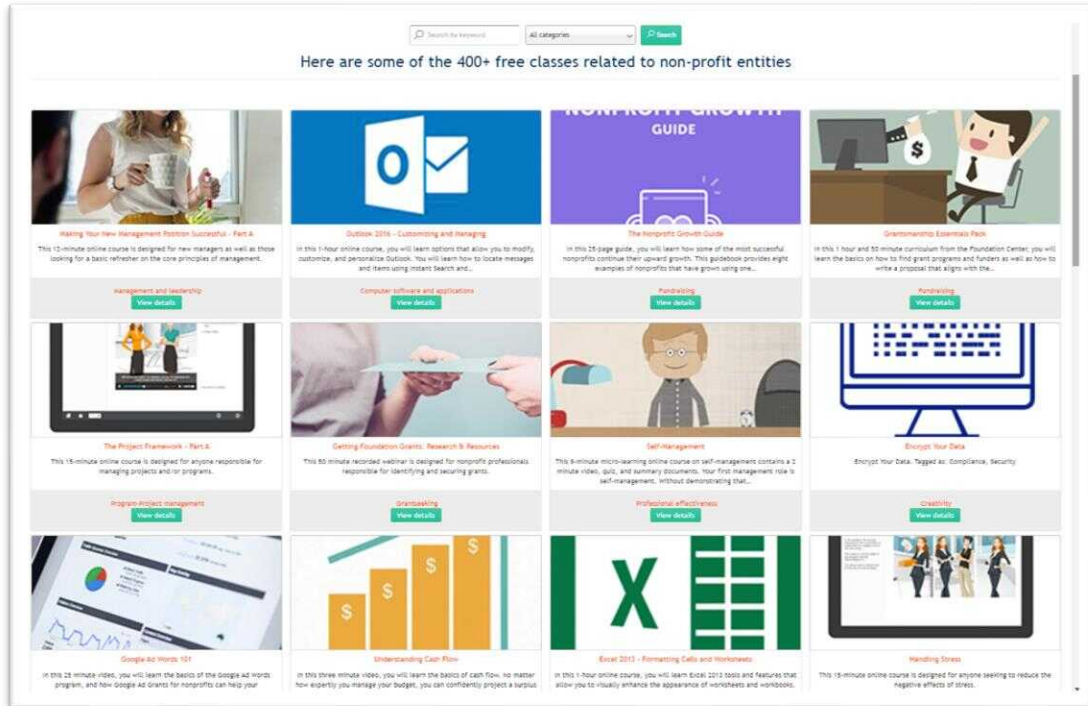 Search by keyword
All categories
Search
Here are some of the 400+ free classes related to non-profit entities
NONPROFIT GROWTH
GUIDE
Making Your New Management Position Successful - Part A
This 12-minute online course is designed for new managers as well as those
looking for a basic refresher on the core principles of management.
Management and leadership
View details
Outlook 2016 - Customizing and Managing
In this 1-hour online course, you will learn options that allow you to modify,
customize, and personalize Outlook. You will learn how to locate messages
and items using Instant Search and...
Computer software and applications
View details
The Nonprofit Growth Guide
In this 25-page guide, you will learn how some of the most successful
nonprofits continue their upward growth. This guidebook provides eight
examples of nonprofits that have grown using one...
Fundraising
View details
Grantsmanship Essentials Pack
In this 1 hour and 50 minute curriculum from the Foundation Center, you will
learn the basics on how to find grant programs and funders as well as how to
write a proposal that aligns with the...
Fundraising
View details
The Project Framework - Part A
This 15-minute online course is designed for anyone responsible for
managing projects and/or programs.
Program-Project management
View details
Getting Foundation Grants: Research & Resources
This 50 minute recorded webinar is designed for nonprofit professionals
responsible for identifying and securing grants.
Grantseeking
View details
Self-Management
minute video, quiz, and summary documents. Your first management role is
self-management. Without demonstrating that...
Professional effectiveness
View details
Encrypt Your Data
Encrypt Your Data. Tagged as: Compliance, Security
Creativity
View details
Google Ad Words 101
In this 25 minute video, you will learn the basics of the Google Ad Words
program, and how Google Ad Grants for nonprofits can help your
Understanding Cash Flow
In this three minute video, you will learn the basics of cash flow. No matter
how expertly you manage your budget, you can confidently project a surplus
Excel 2013 - Formatting Cells and Worksheets
In this 1-hour online course, you will learn Excel 2013 tools and features that
allow you to visually enhance the appearance of worksheets and workbooks.
Handling Stress
This 15-minute online course is designed for anyone seeking to reduce the
negative effects of stress.